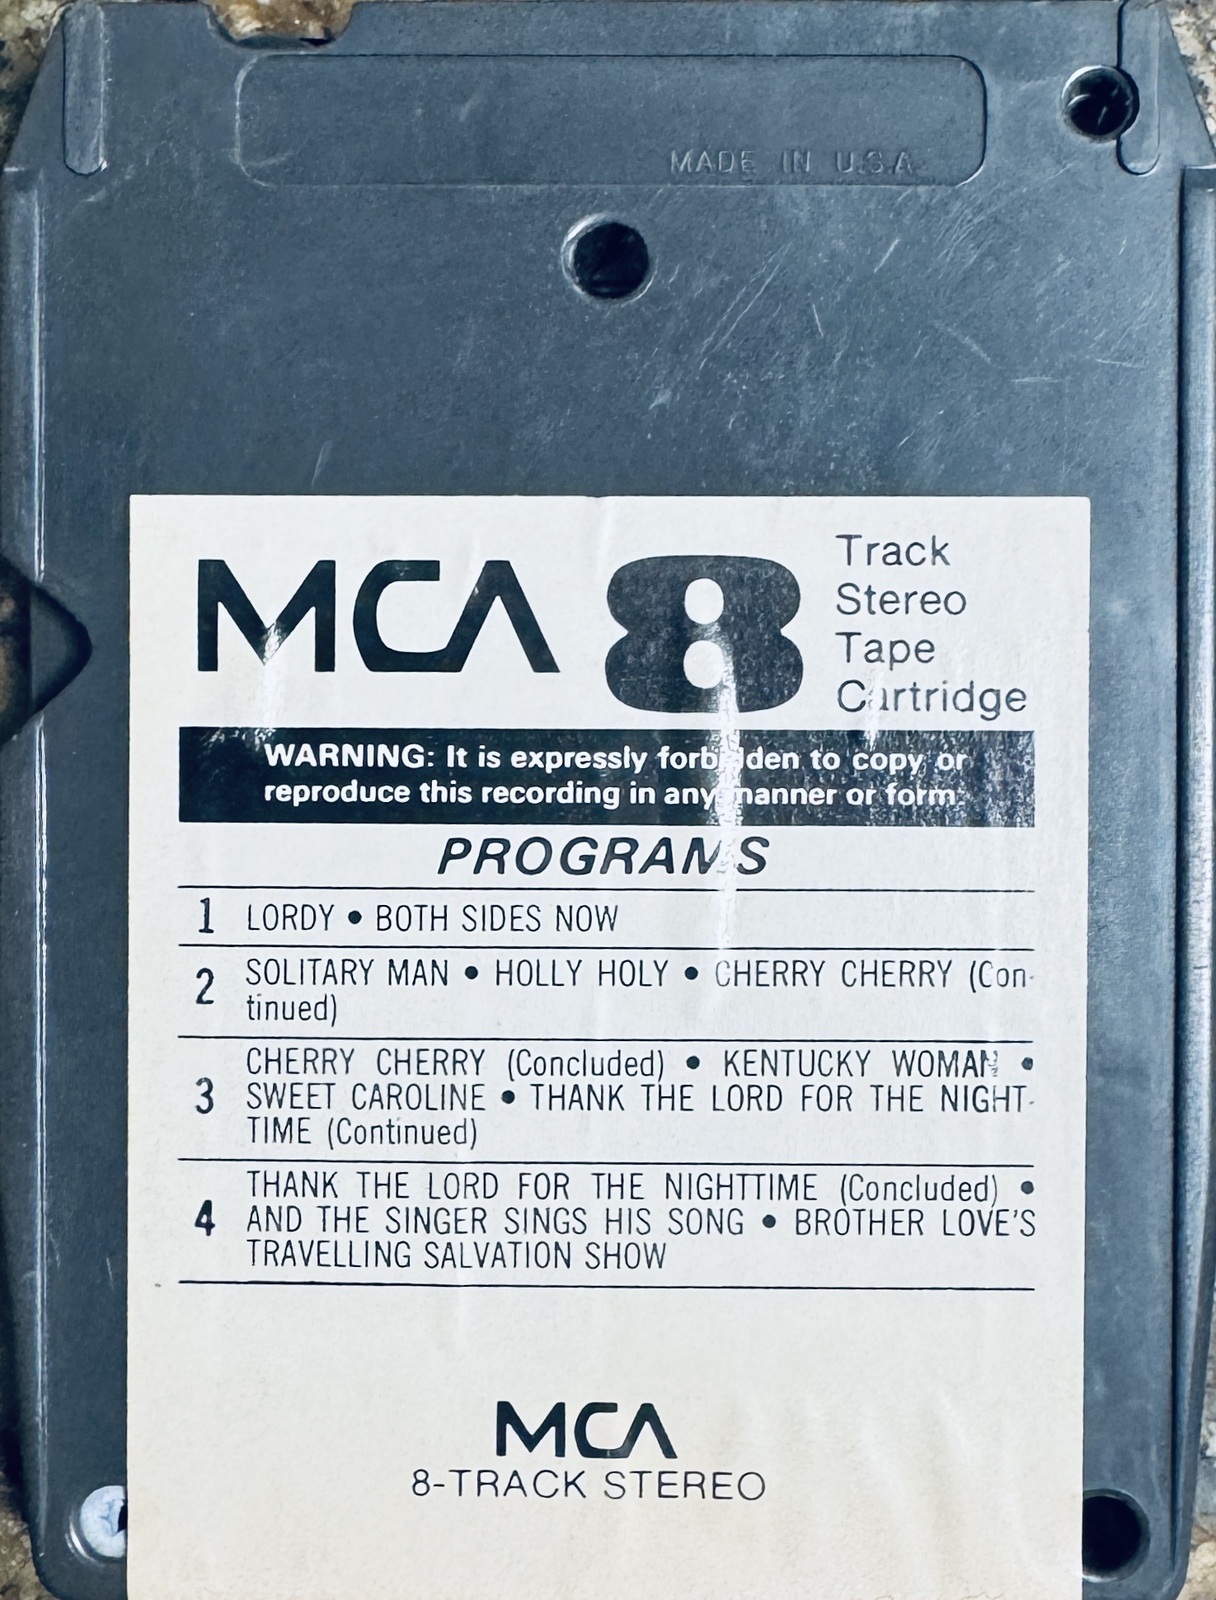 MADE IN U.S.A
MCA 8 Track
Stereo
Tape
Cartridge
WARNING: It is expressly forbidden to copy or
reproduce this recording in any manner or form.
PROGRAMS
1 LORDY • BOTH SIDES NOW
2 SOLITARY MAN • HOLLY HOLY • CHERRY CHERRY (Con-
tinued)
3 CHERRY CHERRY (Concluded) • KENTUCKY WOMAN •
SWEET CAROLINE • THANK THE LORD FOR THE NIGHT-
TIME (Continued)
4 THANK THE LORD FOR THE NIGHTTIME (Concluded) •
AND THE SINGER SINGS HIS SONG • BROTHER LOVE'S
TRAVELLING SALVATION SHOW
MCA
8-TRACK STEREO